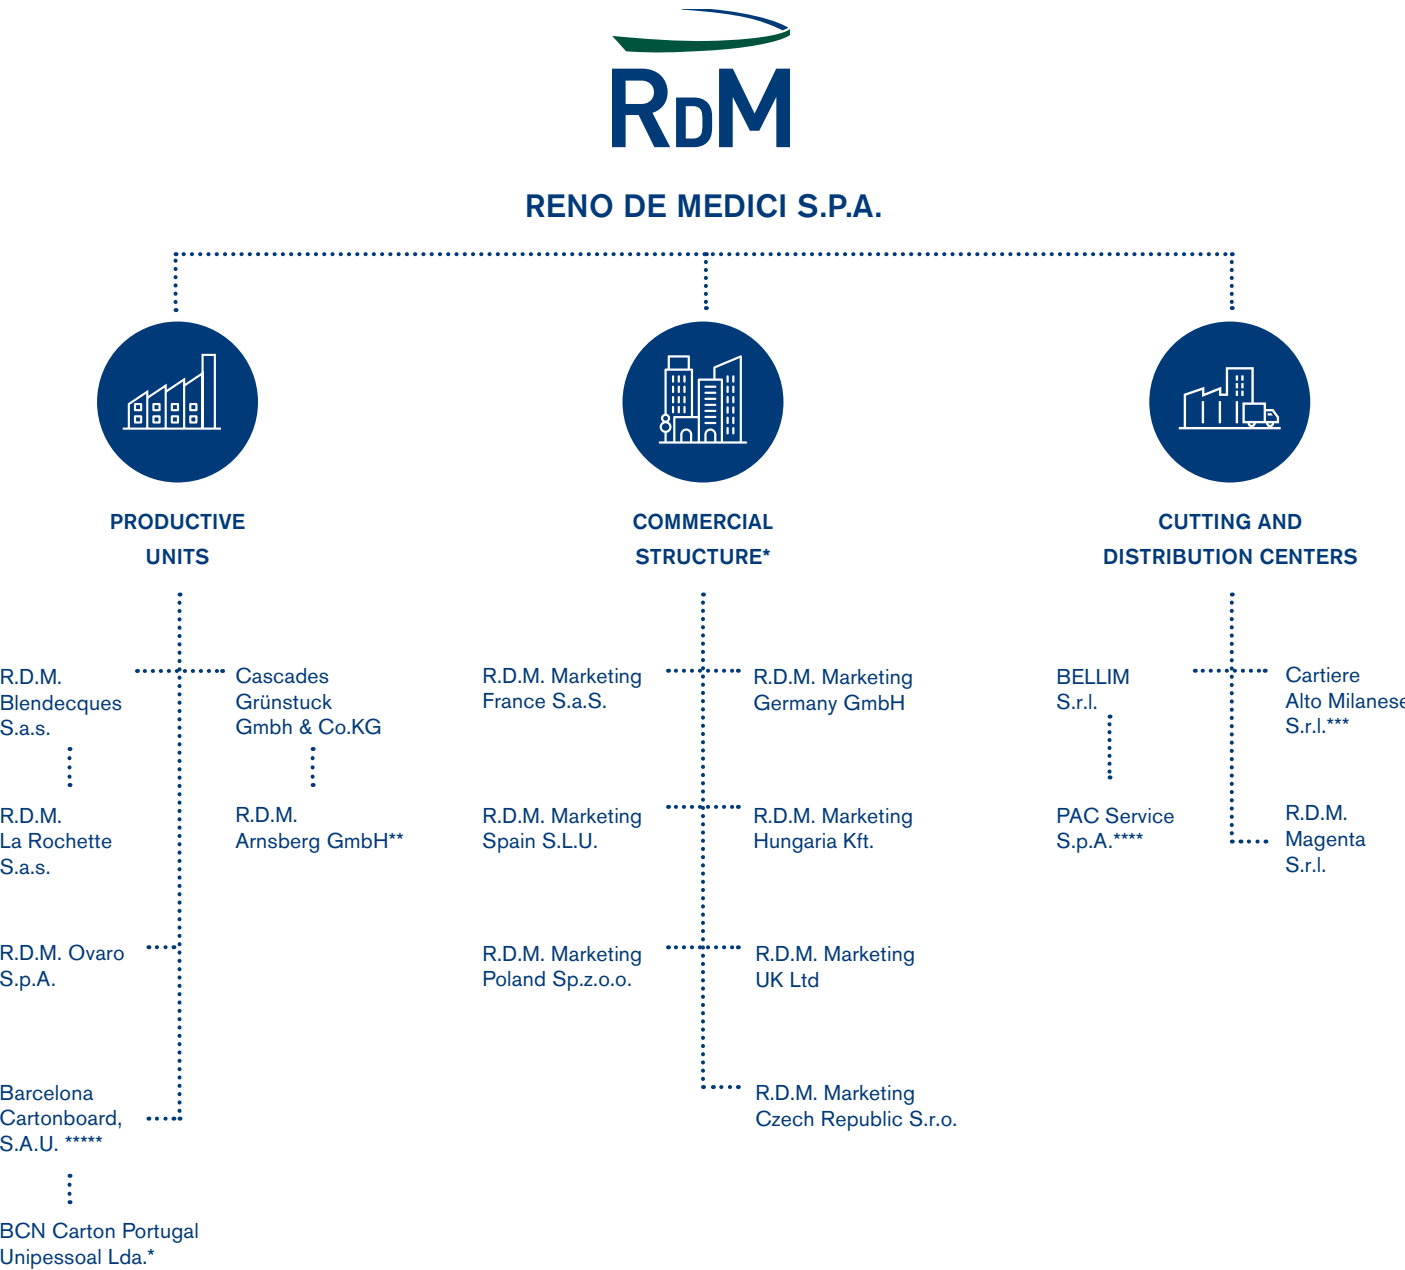 RDM
RENO DE MEDICI S.P.A.
PRODUCTIVE
UNITS
R.D.M.
Blendecques
S.a.s.
Cascades
Grünstuck
Gmbh & Co.KG
R.D.M.
La Rochette
S.a.s.
R.D.M.
Arnsberg GmbH**
R.D.M. Ovaro
S.p.A.
Barcelona
Cartonboard,
S.A.U. *****
BCN Carton Portugal
Unipessoal Lda.*
COMMERCIAL
STRUCTURE*
R.D.M. Marketing
France S.a.S.
R.D.M. Marketing
Germany GmbH
R.D.M. Marketing
Spain S.L.U.
R.D.M. Marketing
Hungaria Kft.
R.D.M. Marketing
Poland Sp.z.o.o.
R.D.M. Marketing
UK Ltd
R.D.M. Marketing
Czech Republic S.r.o.
CUTTING AND
DISTRIBUTION CENTERS
BELLIM
S.r.l.
Cartiere
Alto Milanese
S.r.l.***
PAC Service
S.p.A.****
R.D.M.
Magenta
S.r.l.